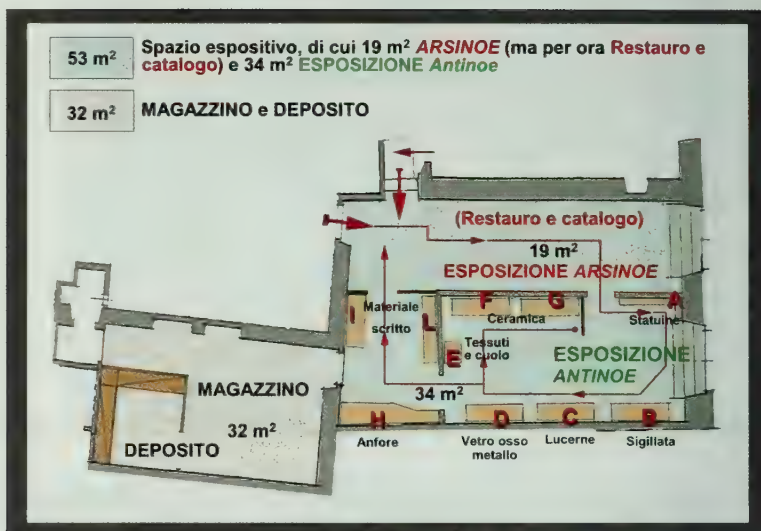 53 m²
Spazio espositivo, di cui 19 m² ARSINOE (ma per ora Restauro e
catalogo) e 34 m² ESPOSIZIONE Antinoe
32 m²
MAGAZZINO e DEPOSITO
(Restauro e catalogo)
19 m²
ESPOSIZIONE ARSINOE
I
Materiale
scritto
L
F
G
Ceramica
A
Statuine
E
Tessuti
e cuoio
ESPOSIZIONE
ANTINOE
34 m²
MAGAZZINO
32 m²
DEPOSITO
H
D
C
B
Anfore
Vetro osso
metallo
Lucerne
Sigillata